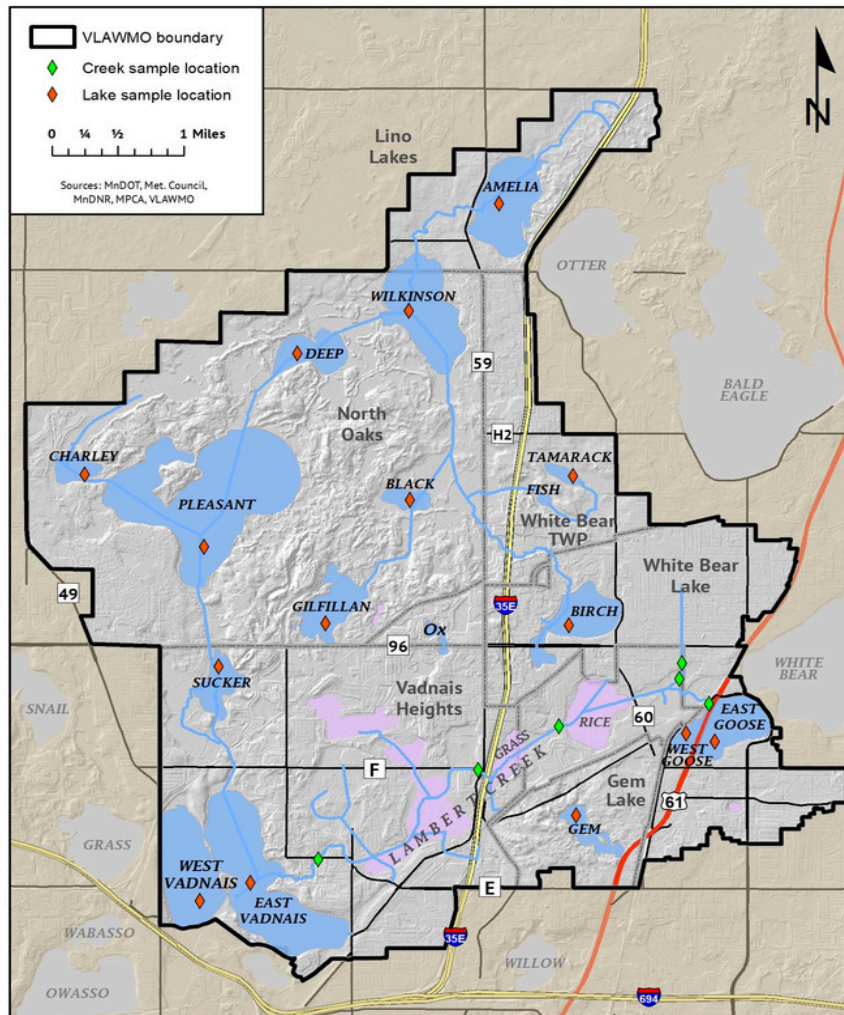 VLAWMO boundary
Creek sample location
Lake sample location
0 ¼ ½ 1 Miles
Sources: MnDOT, Met. Council,
MnDNR, MPCA, VLAWMO
N
Lino
Lakes
AMELIA
OTTER
WILKINSON
DEEP
59
BALD
EAGLE
North
Oaks
H2
CHARLEY
TAMARACK
BLACK
FISH
PLEASANT
White Bear
TWP
White Bear
Lake
49
GILFILLAN
35E
BIRCH
Ox
96
WHITE
BEAR
SUCKER
Vadnais
Heights
SNAIL
RICE
60
EAST
GOOSE
WEST
GOOSE
GRASS
F
LAMBERT CREEK
Gem
Lake
61
GEM
GRASS
WEST
VADNAIS
E
EAST
VADNAIS
WABASSO
35E
WILLOW
OWASSO
694